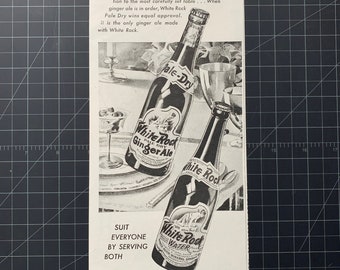 tion to the most carefully set table . . . When
ginger ale is in order, White Rock
Pale Dry wins equal approval.
It is the only ginger ale made
with White Rock.
Pale-Dry
White Rock
Ginger Ale
White Rock
White Rock
WATER
SUIT
EVERYONE
BY SERVING
BOTH